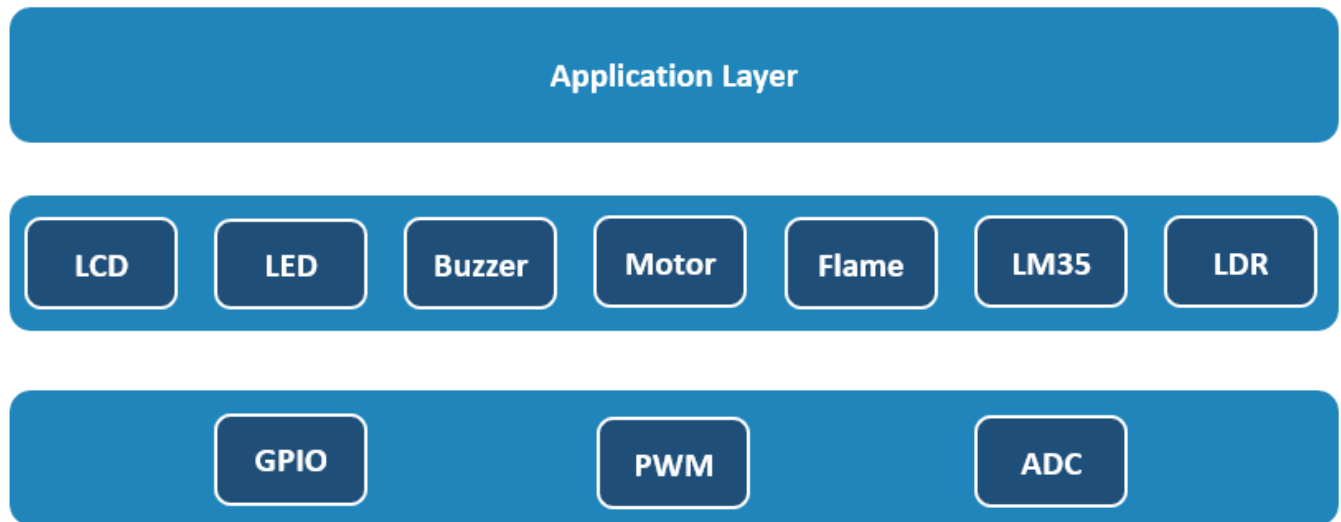 Application Layer
LCD LED Buzzer Motor Flame LM35 LDR
GPIO PWM ADC